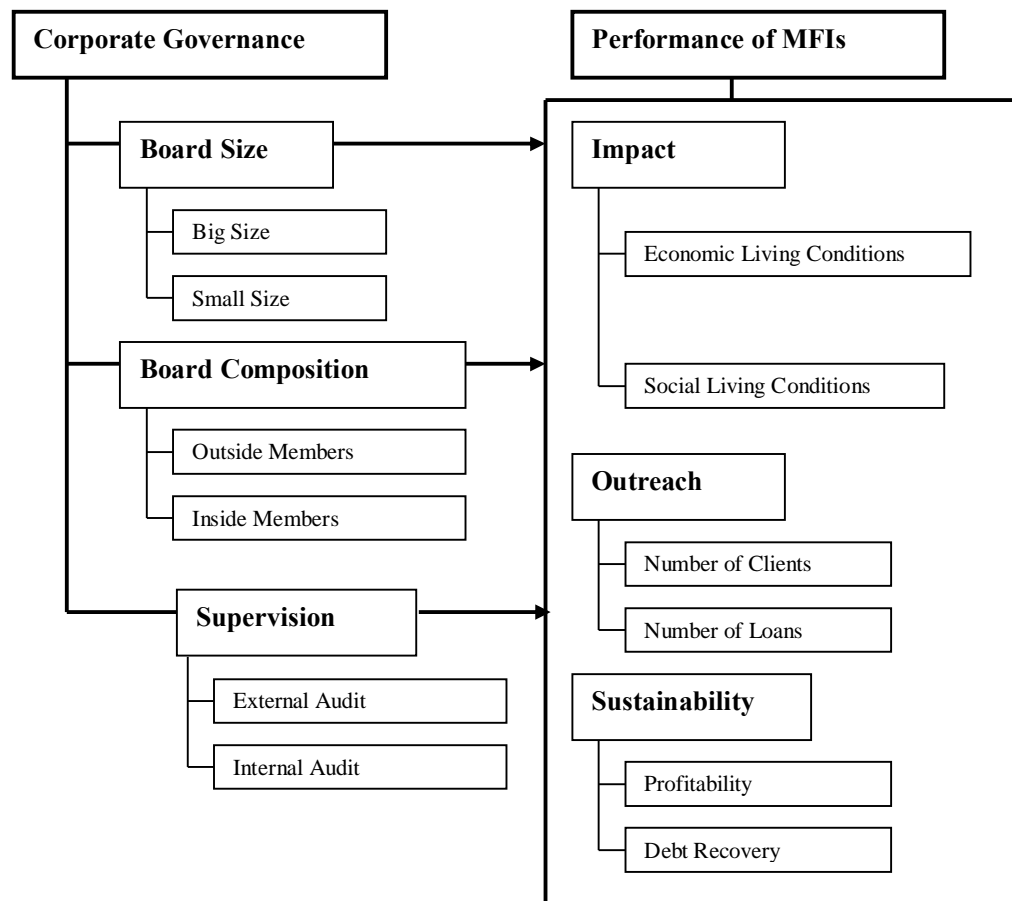 Corporate Governance
Performance of MFIs
Board Size
Big Size
Small Size
Board Composition
Outside Members
Inside Members
Supervision
External Audit
Internal Audit
Impact
Economic Living Conditions
Social Living Conditions
Outreach
Number of Clients
Number of Loans
Sustainability
Profitability
Debt Recovery